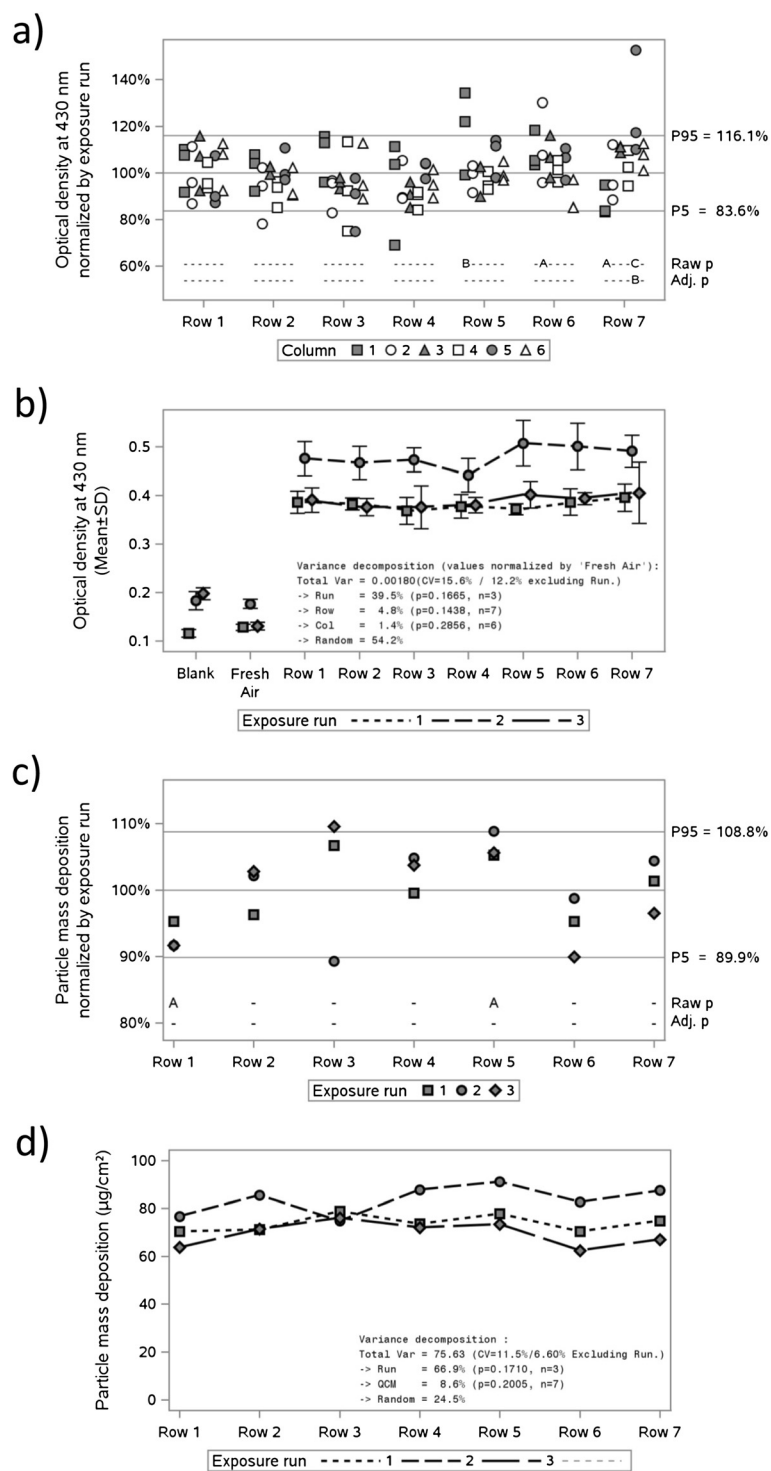 a)
Optical density at 430 nm
normalized by exposure run
140%
120%
100%
80%
60%
P95 = 116.1%
P5 = 83.6%
B A A C Raw p
B Adj. p
Row 1 Row 2 Row 3 Row 4 Row 5 Row 6 Row 7
Column 1 2 3 4 5 6
b)
Optical density at 430 nm
(Mean±SD)
0.5
0.4
0.3
0.2
0.1
Variance decomposition (values normalized by 'Fresh Air'):
Total Var = 0.00180(CV=15.6% / 12.2% excluding Run.)
-> Run = 39.5% (p=0.1665, n=3)
-> Row = 4.8% (p=0.1438, n=7)
-> Col = 1.4% (p=0.2856, n=6)
-> Random = 54.2%
Blank Fresh Air Row 1 Row 2 Row 3 Row 4 Row 5 Row 6 Row 7
Exposure run 1 2 3
c)
Particle mass deposition
normalized by exposure run
110%
100%
90%
80%
P95 = 108.8%
P5 = 89.9%
A - - - A - - Raw p
- - - - - - - Adj. p
Row 1 Row 2 Row 3 Row 4 Row 5 Row 6 Row 7
Exposure run 1 2 3
d)
Particle mass deposition (µg/cm²)
100
80
60
40
20
0
Variance decomposition :
Total Var = 75.63 (CV=11.5%/6.60% Excluding Run.)
-> Run = 66.9% (p=0.1710, n=3)
-> QCM = 8.6% (p=0.2005, n=7)
-> Random = 24.5%
Row 1 Row 2 Row 3 Row 4 Row 5 Row 6 Row 7
Exposure run 1 2 3